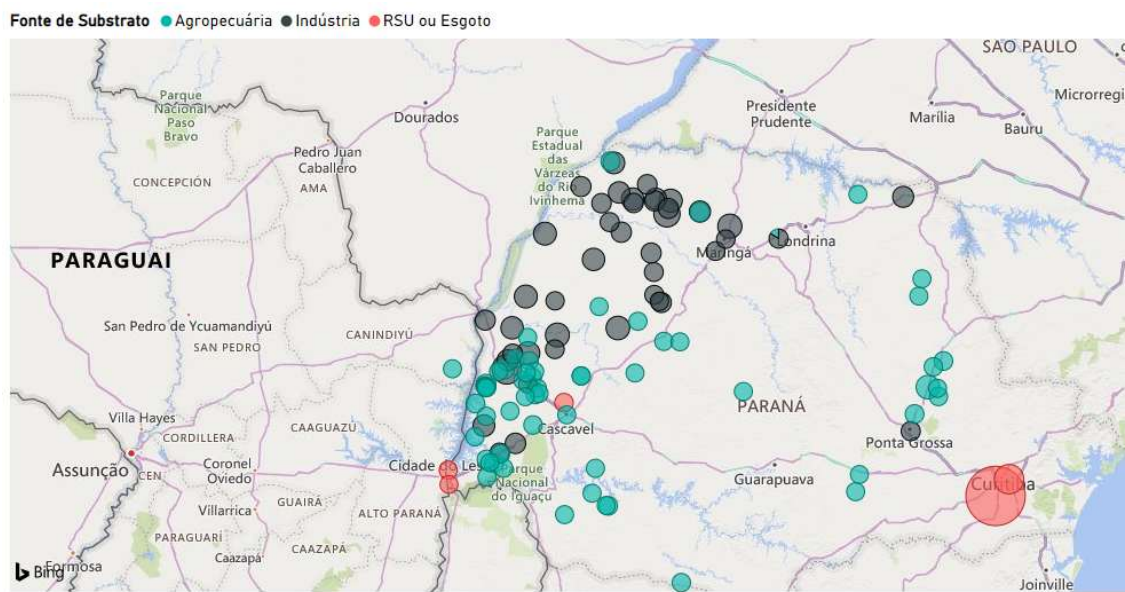 Fonte de Substrato Agropecuária Indústria RSU ou Esgoto
SAO PAULO
Parque
Nacional
Paso
Bravo
Dourados
Presidente
Prudente
Marília
Microrregi
Bauru
Parque
Estadual
das
Várzeas
do Rio
Ivinhema
Pedro Juan
Caballero
CONCEPCIÓN
AMA
PARAGUAI
Londrina
Maringá
San Pedro de Ycuamandiyú
SAN PEDRO
CANINDIYÚ
Villa Hayes
CORDILLERA
CAAGUAZÚ
PARANÁ
Cascavel
Ponta Grossa
Assunção
CEN
Coronel
Oviedo
Cidade do Les
Parque
Nacional
do Iguaçu
Guarapuava
Curitiba
GUAIRÁ
Villarrica
ALTO PARANÁ
PARAGUARÍ
Caazapá
CAAZAPÁ
Formosa
Bing
Joinville